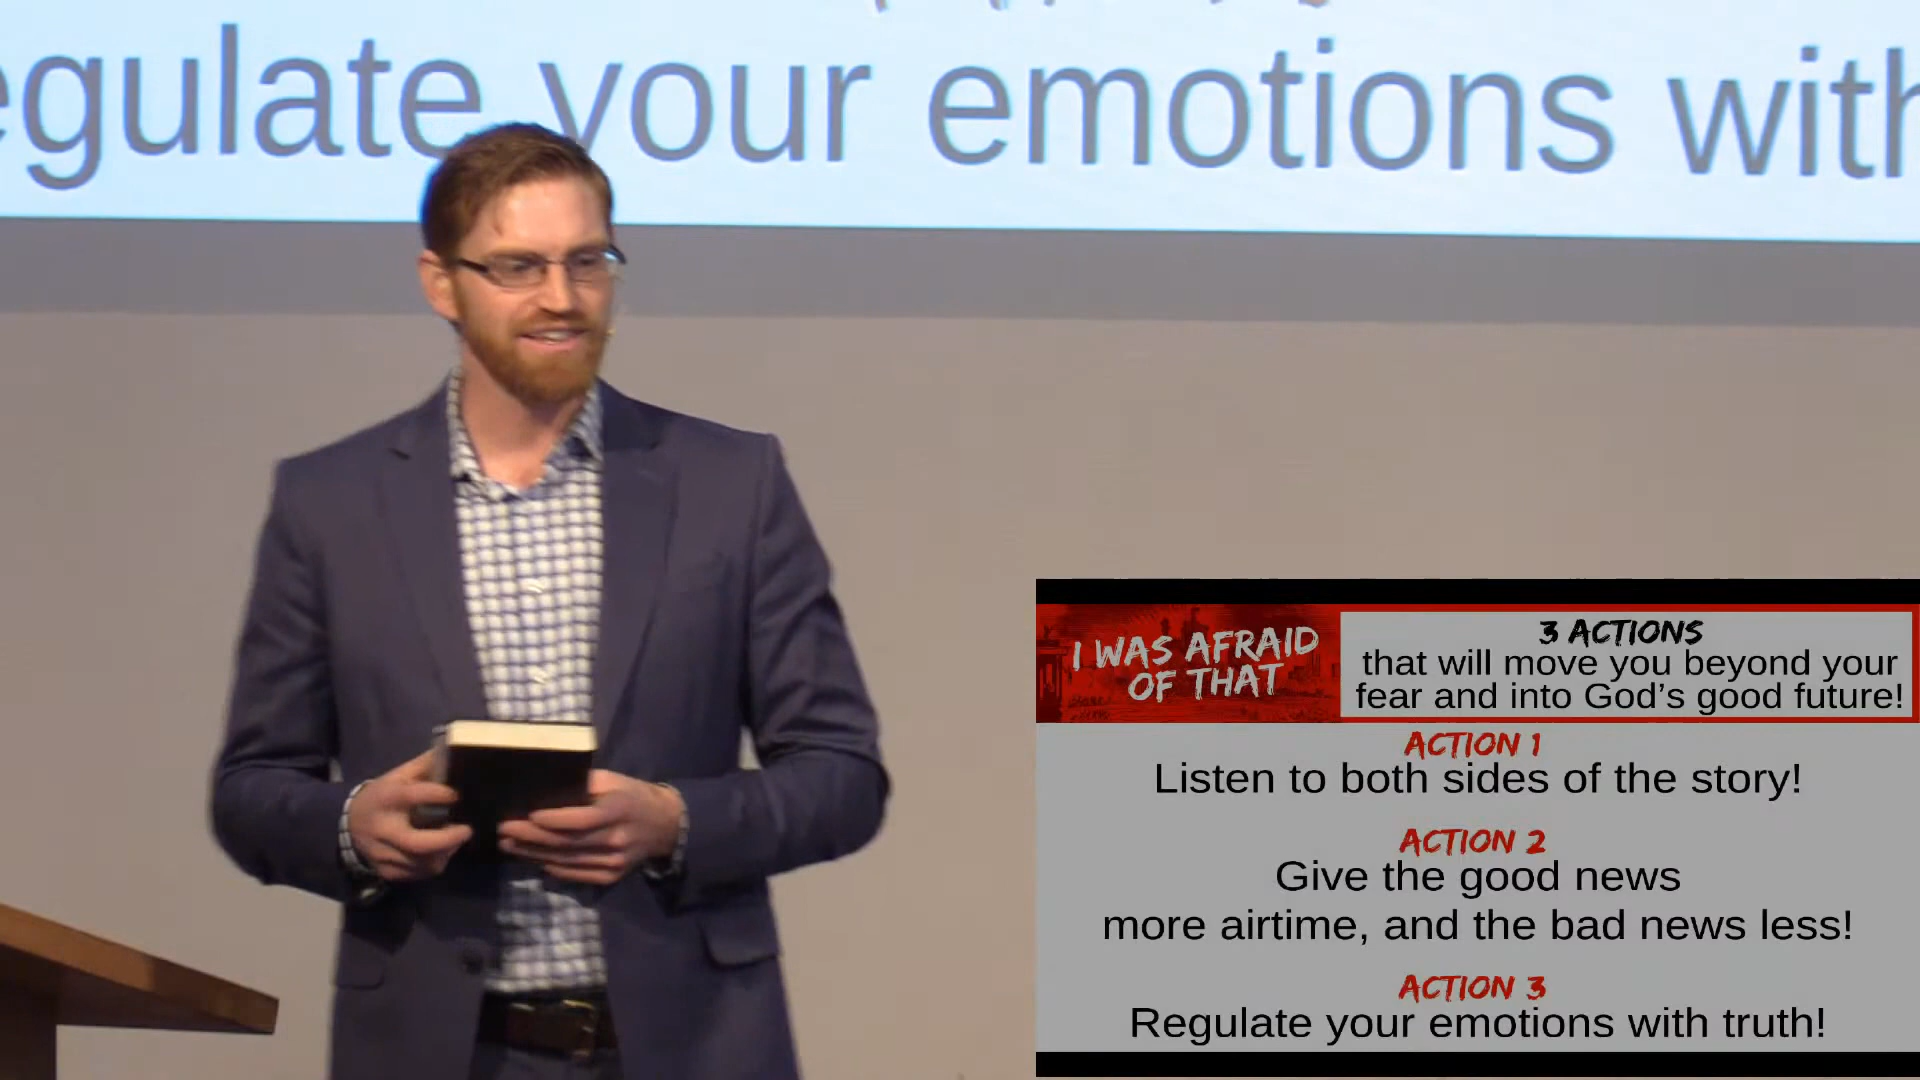 egulate your emotions with
I WAS AFRAID
OF THAT
3 ACTIONS
that will move you beyond your
fear and into God's good future!
ACTION 1
Listen to both sides of the story!
ACTION 2
Give the good news
more airtime, and the bad news less!
ACTION 3
Regulate your emotions with truth!